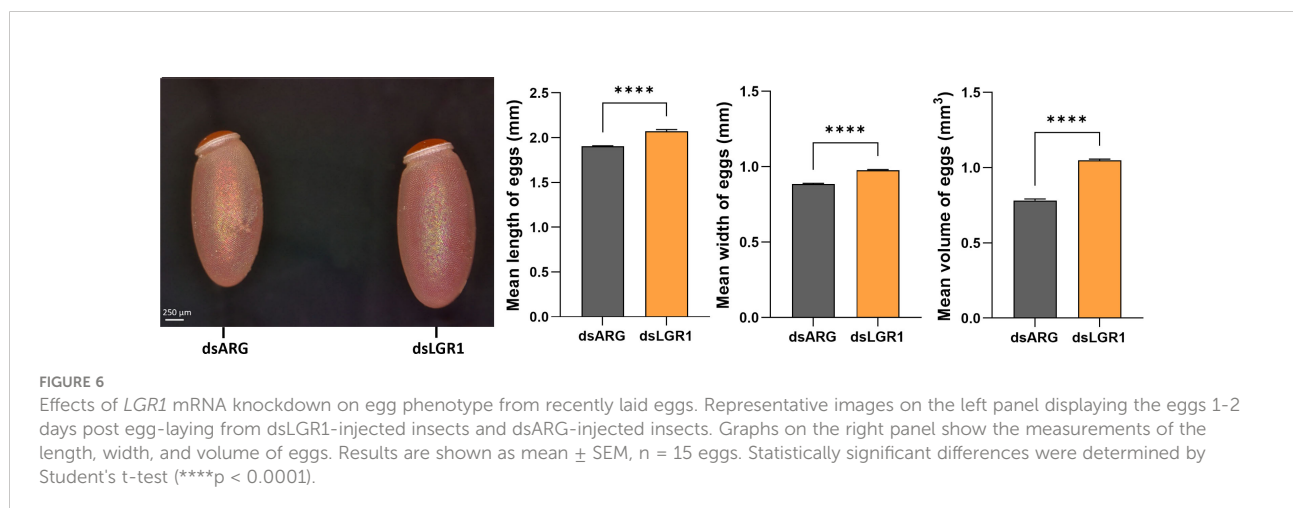 250 µm
dsARG
dsLGR1
Mean length of eggs (mm)
2.5
2.0
1.5
1.0
0.5
0.0
****
dsARG dsLGR1
Mean width of eggs (mm)
1.5
1.0
0.5
0.0
****
dsARG dsLGR1
Mean volume of eggs (mm³)
1.5
1.0
0.5
0.0
****
dsARG dsLGR1
FIGURE 6
Effects of LGR1 mRNA knockdown on egg phenotype from recently laid eggs. Representative images on the left panel displaying the eggs 1-2
days post egg-laying from dsLGR1-injected insects and dsARG-injected insects. Graphs on the right panel show the measurements of the
length, width, and volume of eggs. Results are shown as mean ± SEM, n = 15 eggs. Statistically significant differences were determined by
Student's t-test (****p < 0.0001).